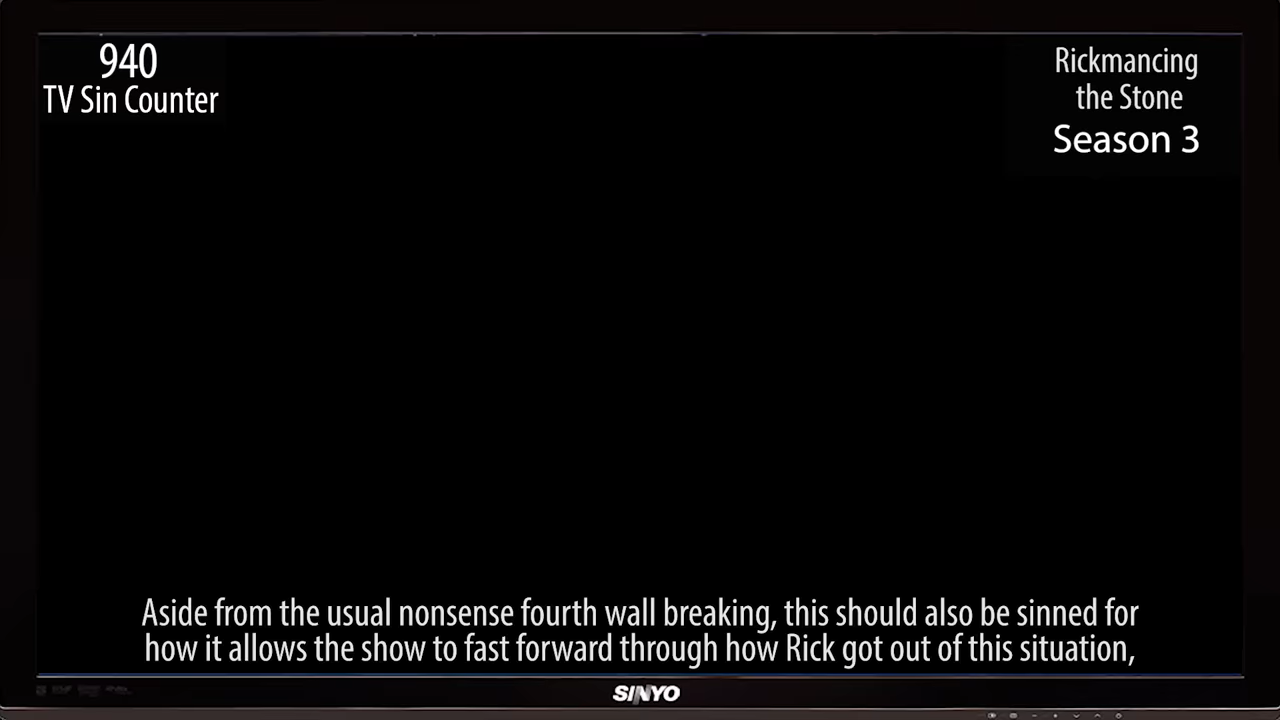 940
TV Sin Counter
Rickmancing
the Stone
Season 3
Aside from the usual nonsense fourth wall breaking, this should also be sinned for
how it allows the show to fast forward through how Rick got out of this situation,
SINYO